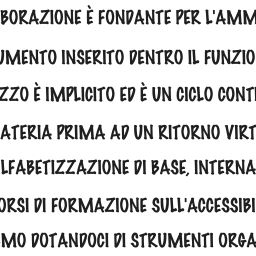 BORAZIONE È FONDANTE PER L'AMM
UMENTO INSERITO DENTRO IL FUNZIO
ZZO È IMPLICITO ED È UN CICLO CONT
ATERIA PRIMA AD UN RITORNO VIRT
LFABETIZZAZIONE DI BASE, INTERNA
ORSI DI FORMAZIONE SULL'ACCESSIBI
MO DOTANDOCI DI STRUMENTI ORGA